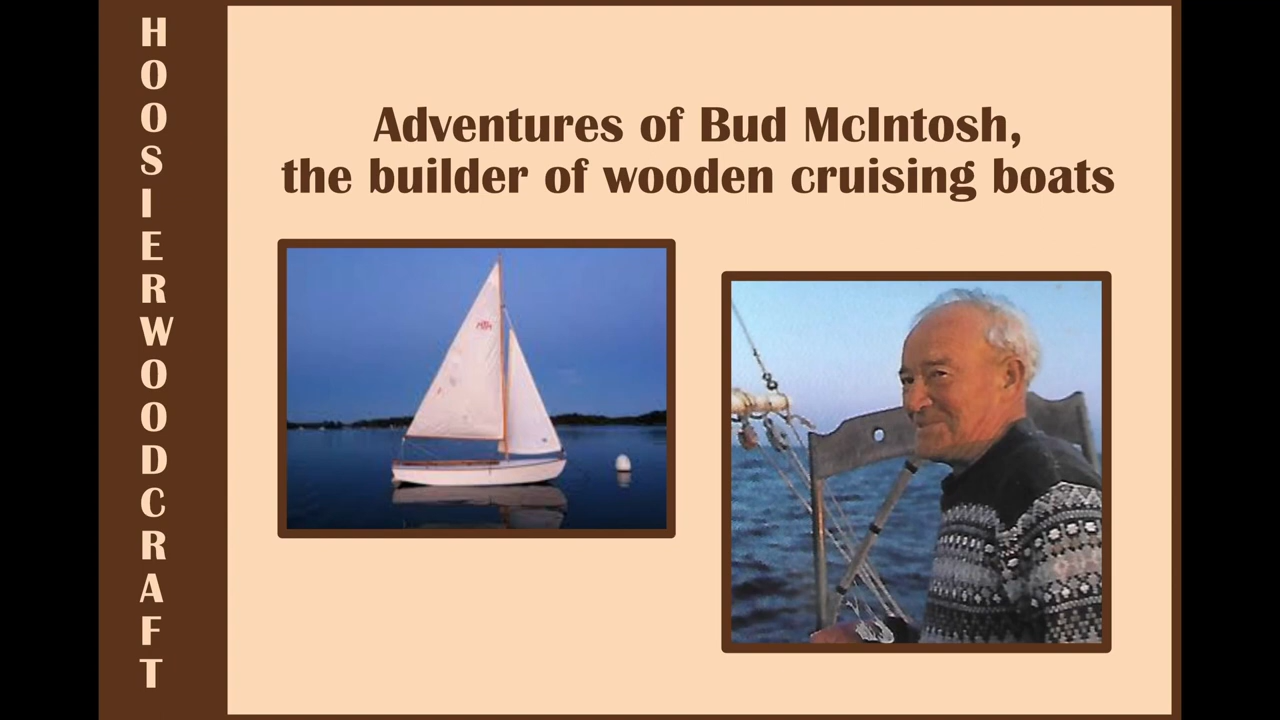 HOOSIERWOODCRAFT
Adventures of Bud McIntosh,
the builder of wooden cruising boats